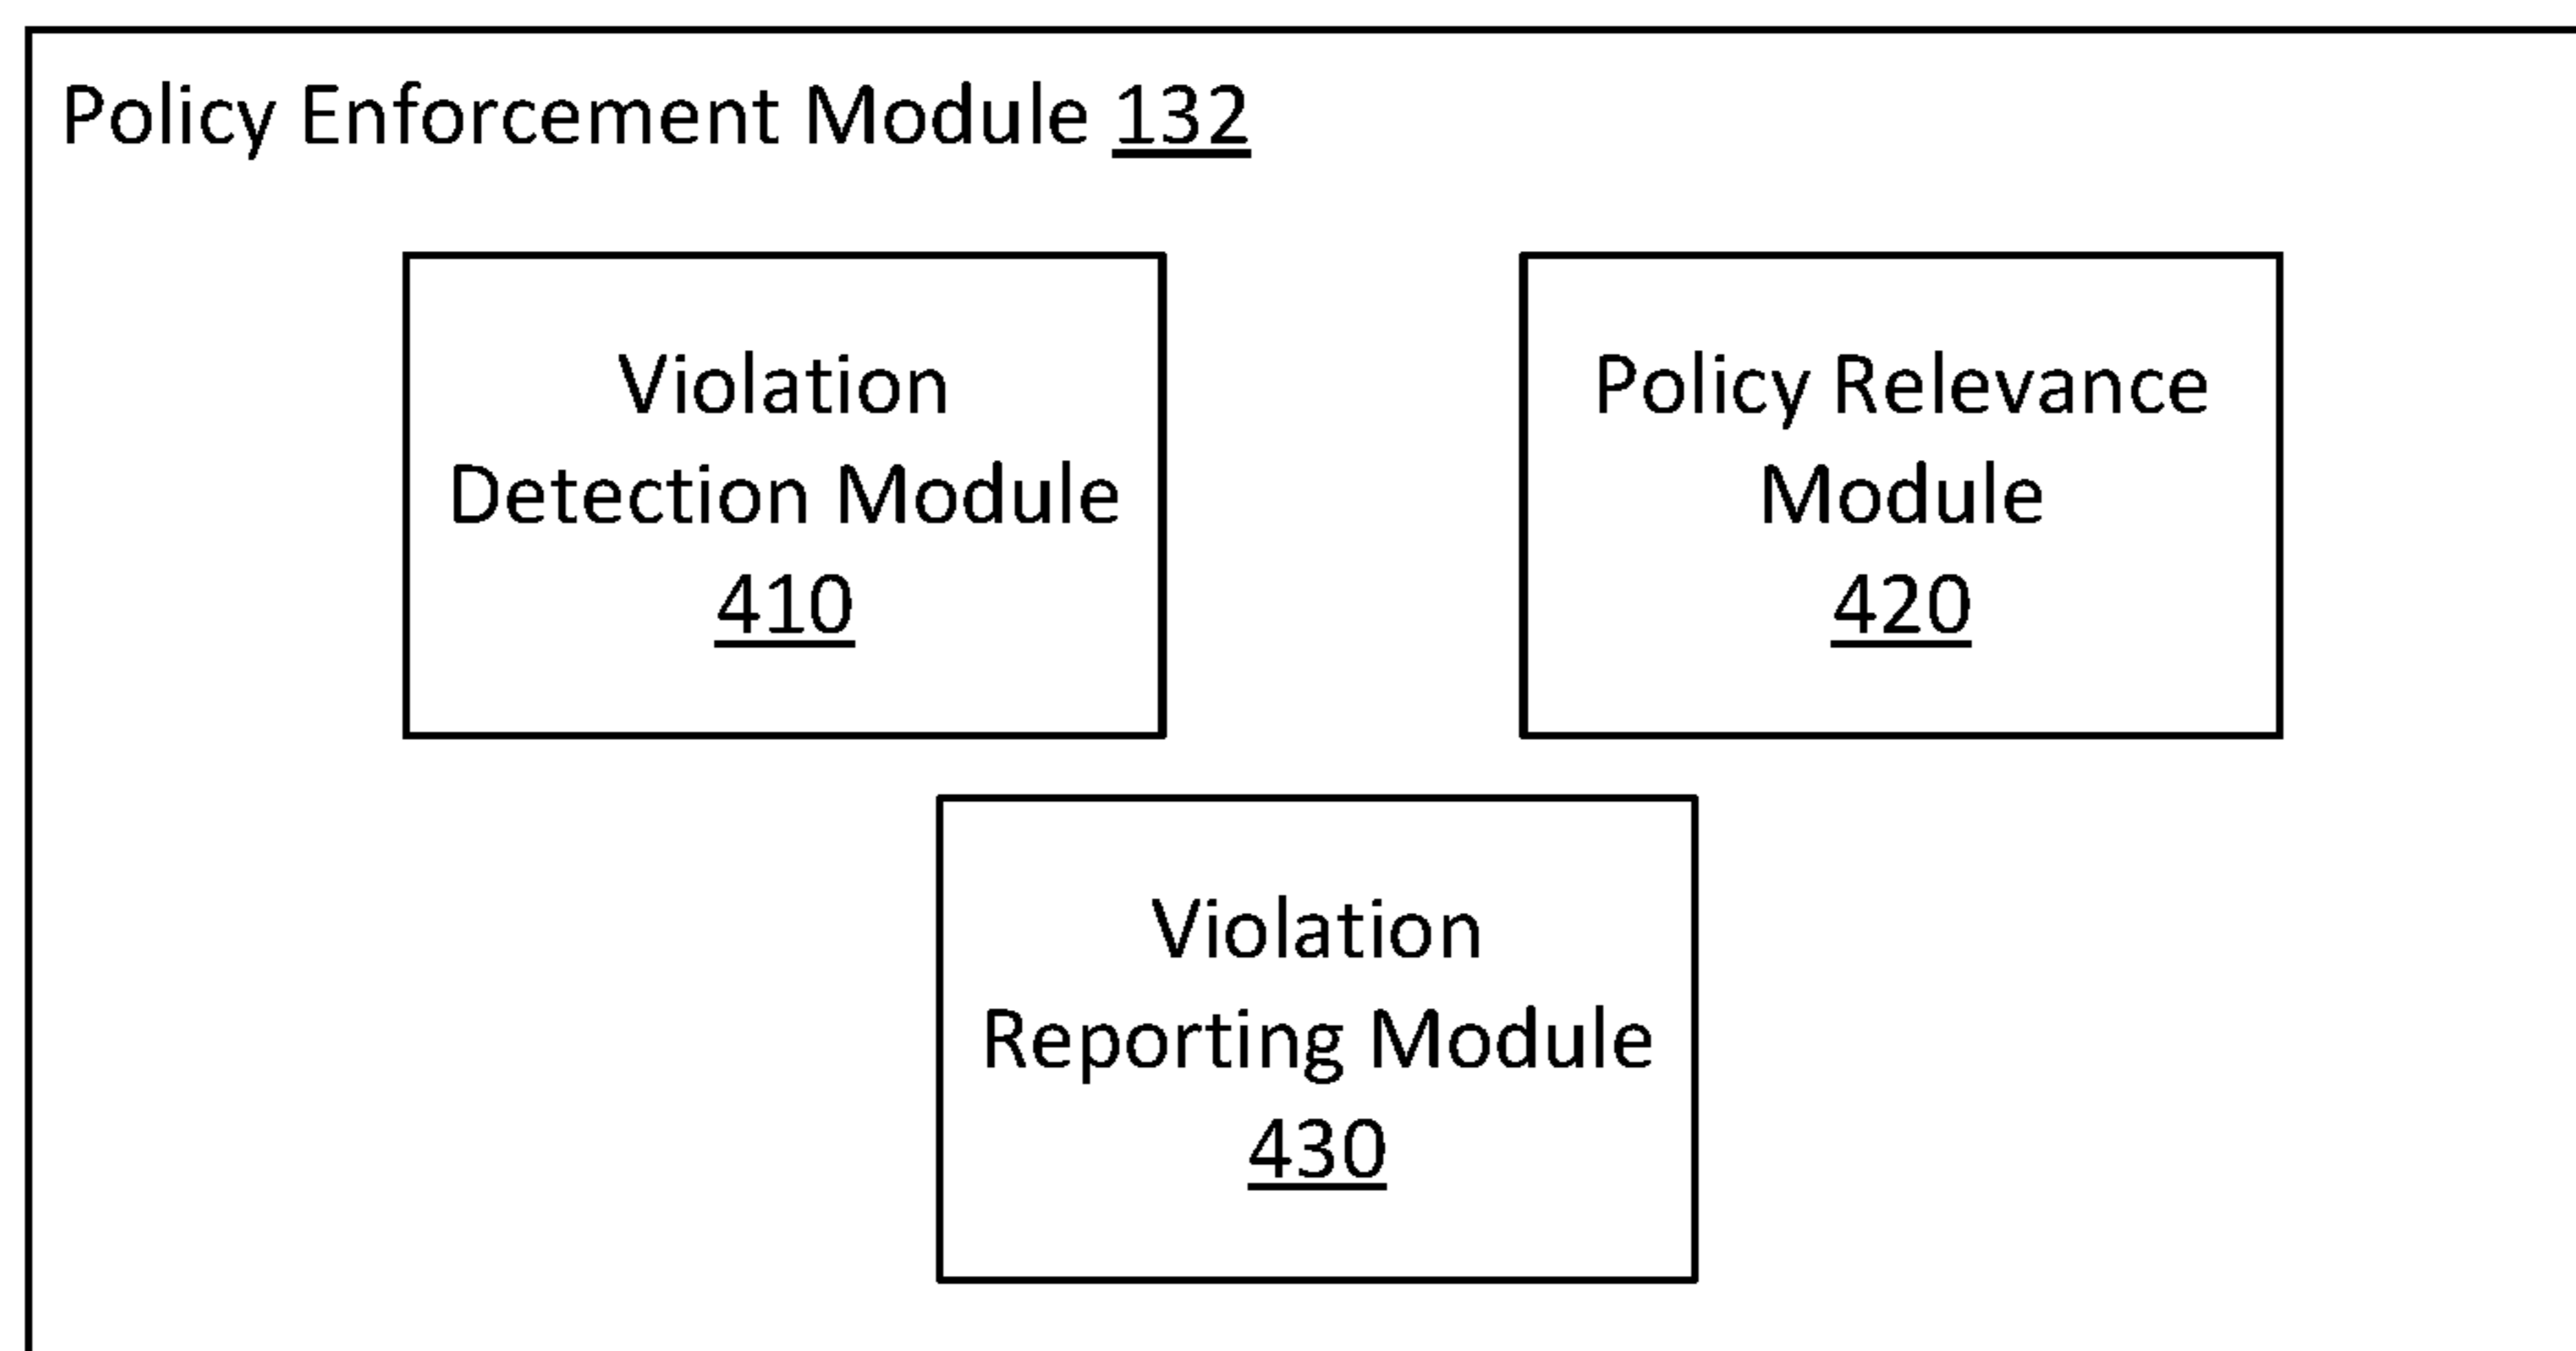 Policy Enforcement Module 132
Violation
Detection Module
410
Policy Relevance
Module
420
Violation
Reporting Module
430